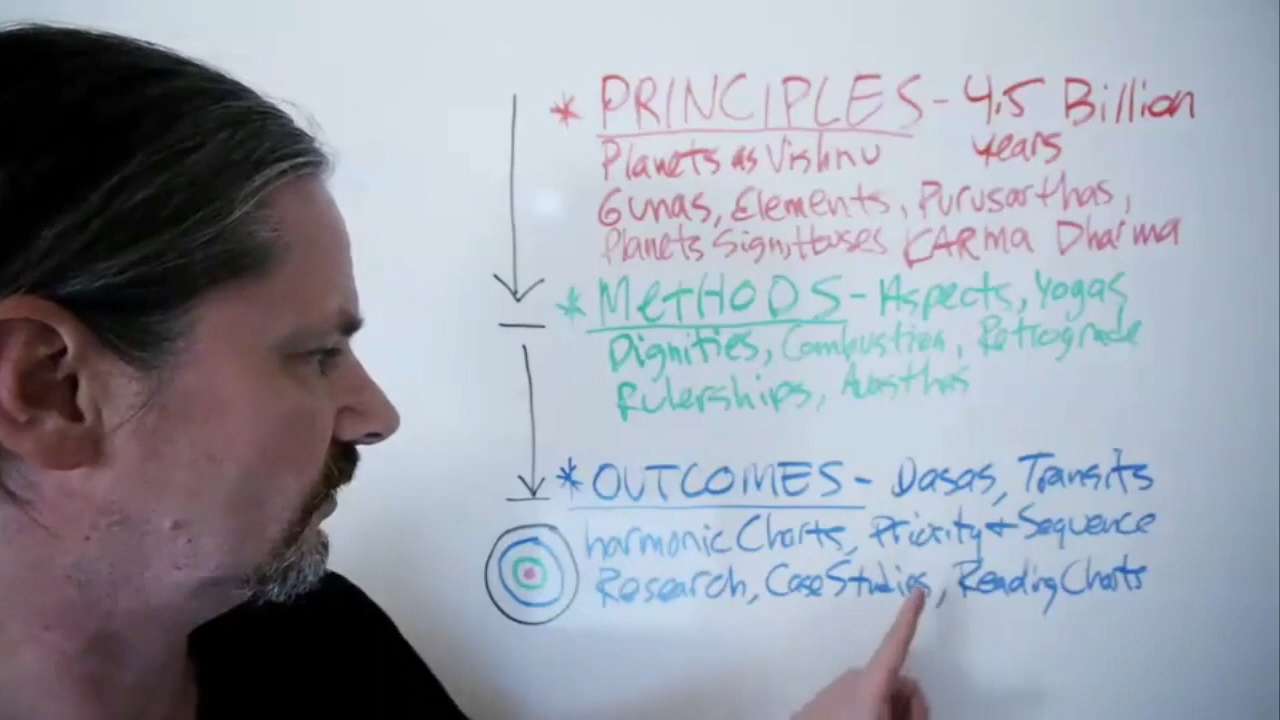 * PRINCIPLES - 4.5 Billion
Planets as Vishnu years
Gunas, Elements, Purusarthas,
Planets Signs, Houses KARMA Dharma
* METHODS - Aspects, Yogas
Dignities, Combustion, Retrograde
Rulerships, Avasthas
* OUTCOMES - Dasas, Transits
harmonic Charts, Priority + Sequence
Research, Case Studies, Reading Charts